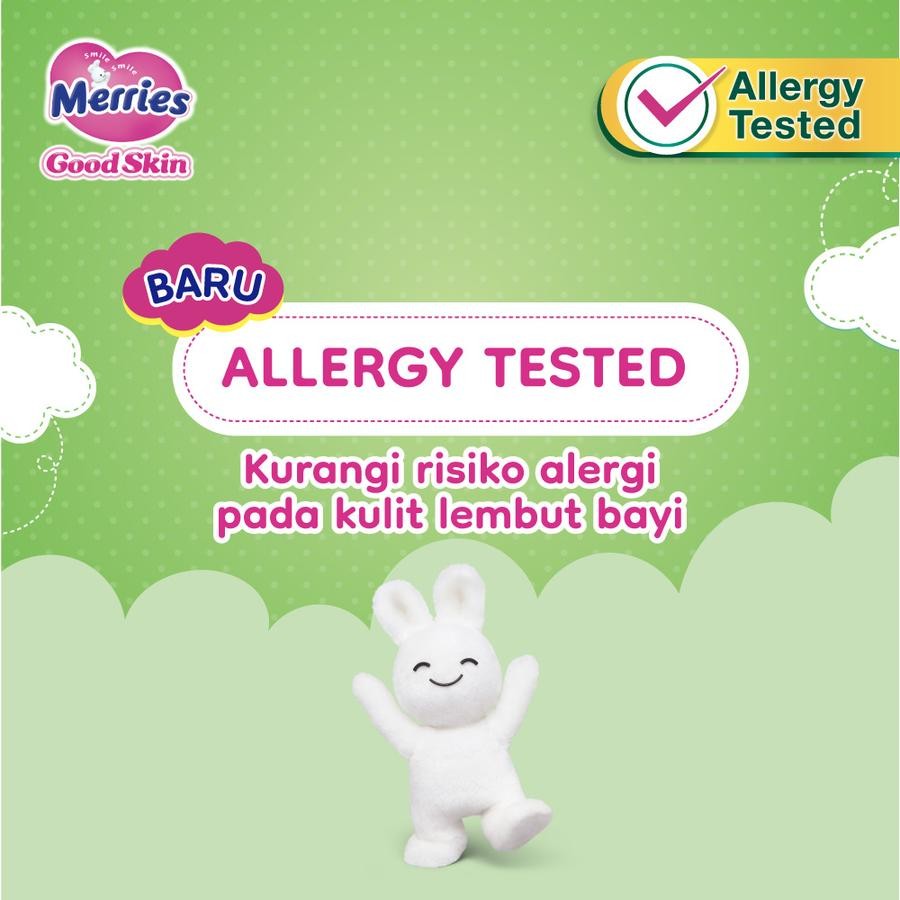 Smile Smile
Merries
Good Skin
Allergy
Tested
BARU
ALLERGY TESTED
Kurangi risiko alergi
pada kulit lembut bayi